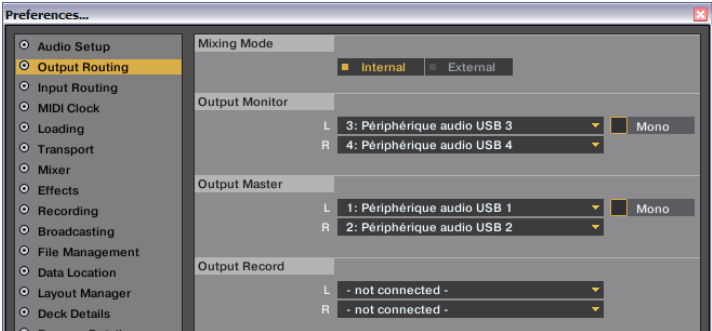 Preferences...
Audio Setup
Output Routing
Input Routing
MIDI Clock
Loading
Transport
Mixer
Effects
Recording
Broadcasting
File Management
Data Location
Layout Manager
Deck Details
Mixing Mode
Internal External
Output Monitor
L 3: Périphérique audio USB 3 Mono
R 4: Périphérique audio USB 4
Output Master
L 1: Périphérique audio USB 1 Mono
R 2: Périphérique audio USB 2
Output Record
L - not connected -
R - not connected -